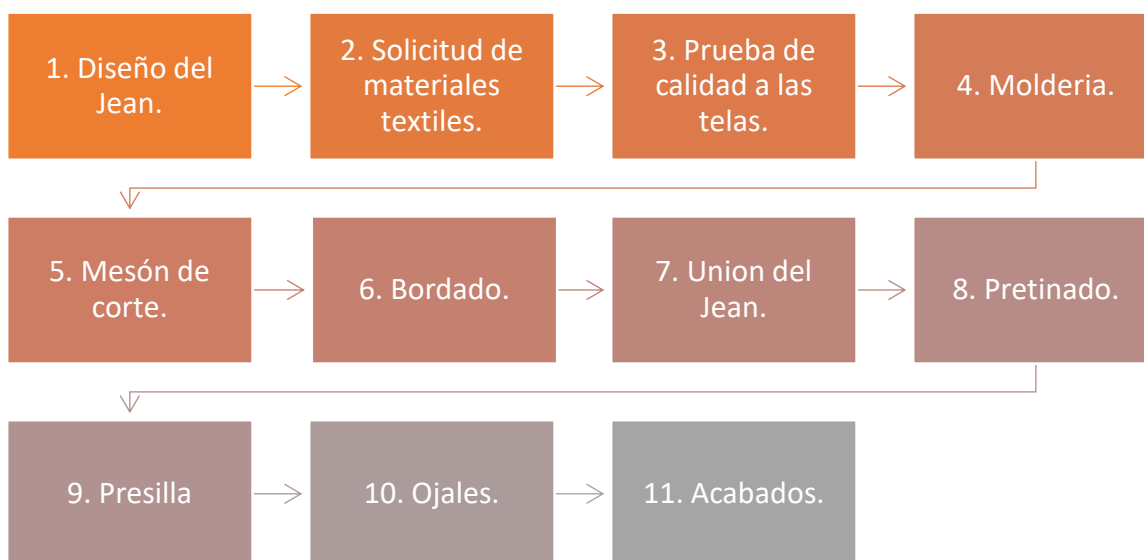 1. Diseño del
Jean.
2. Solicitud de
materiales
textiles.
3. Prueba de
calidad a las
telas.
4. Molderia.
5. Mesón de
corte.
6. Bordado.
7. Union del
Jean.
8. Pretinado.
9. Presilla
10. Ojales.
11. Acabados.